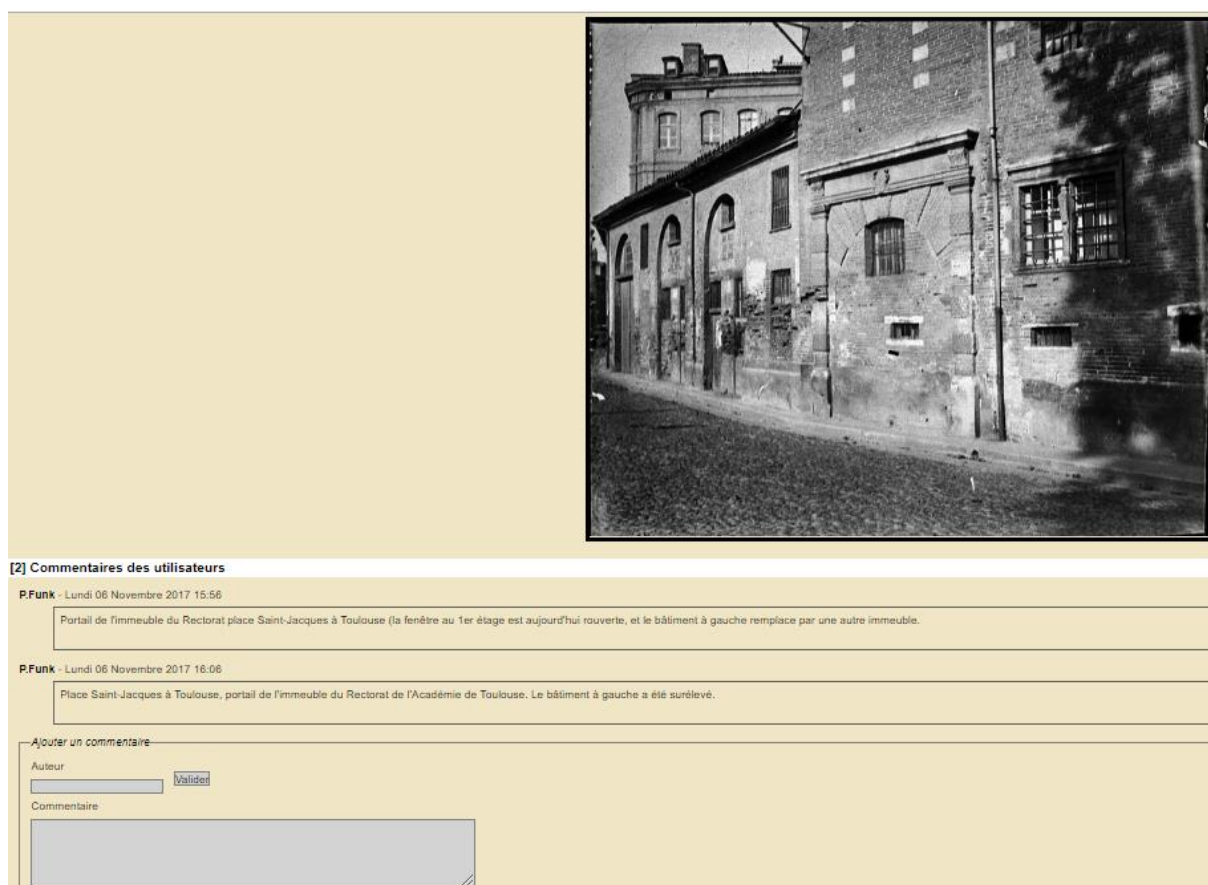 [2] Commentaires des utilisateurs
P.Funk - Lundi 06 Novembre 2017 15:56
Portail de l'immeuble du Rectorat place Saint-Jacques à Toulouse (la fenêtre au 1er étage est aujourd'hui rouverte, et le bâtiment à gauche remplace par une autre immeuble.
P.Funk - Lundi 06 Novembre 2017 16:06
Place Saint-Jacques à Toulouse, portail de l'immeuble du Rectorat de l'Académie de Toulouse. Le bâtiment à gauche a été surélevé.
Ajouter un commentaire
Auteur
Valider
Commentaire